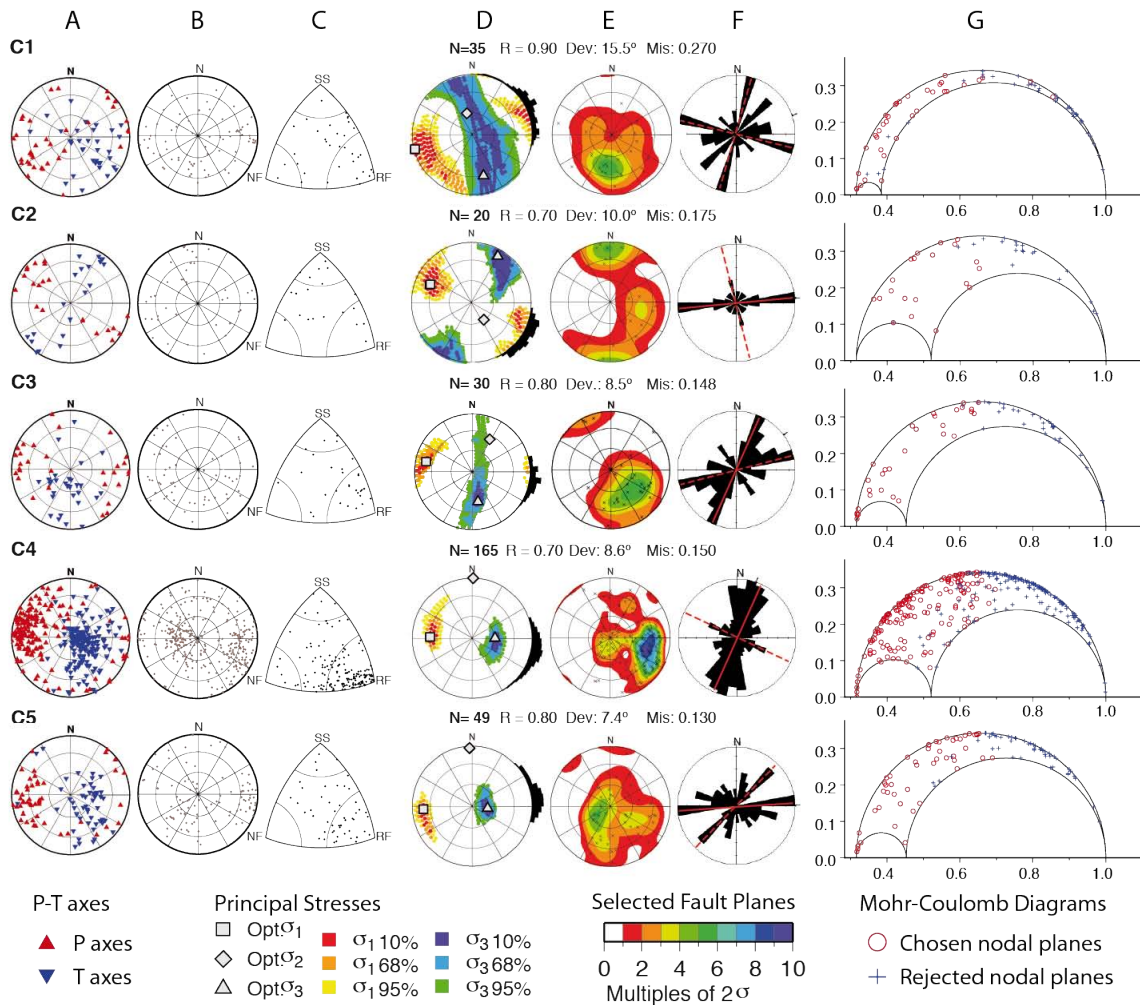 A B C D E F G
C1 N=35 R = 0.90 Dev: 15.5° Mis: 0.270
N N SS
0.3
0.2
0.1
NF RF
0.0
0.4 0.6 0.8 1.0
C2 N= 20 R = 0.70 Dev: 10.0° Mis: 0.175
N N SS N N
0.3
0.2
0.1
NF RF
0.0
0.4 0.6 0.8 1.0
C3 N= 30 R = 0.80 Dev.: 8.5° Mis: 0.148
N N SS N N N
0.3
0.2
0.1
NF RF
0.0
0.4 0.6 0.8 1.0
C4 N= 165 R = 0.70 Dev: 8.6° Mis: 0.150
N N SS N N N
0.3
0.2
0.1
NF RF
0.0
0.4 0.6 0.8 1.0
C5 N= 49 R = 0.80 Dev: 7.4° Mis: 0.130
N N SS N N N
0.3
0.2
0.1
NF RF
0.0
0.4 0.6 0.8 1.0
P-T axes
P axes
T axes
Principal Stresses
Optσ1
Optσ2
Opt.σ3
σ1 10%
σ1 68%
σ1 95%
σ3 10%
σ3 68%
σ3 95%
Selected Fault Planes
0 2 4 6 8 10
Multiples of 2σ
Mohr-Coulomb Diagrams
Chosen nodal planes
Rejected nodal planes